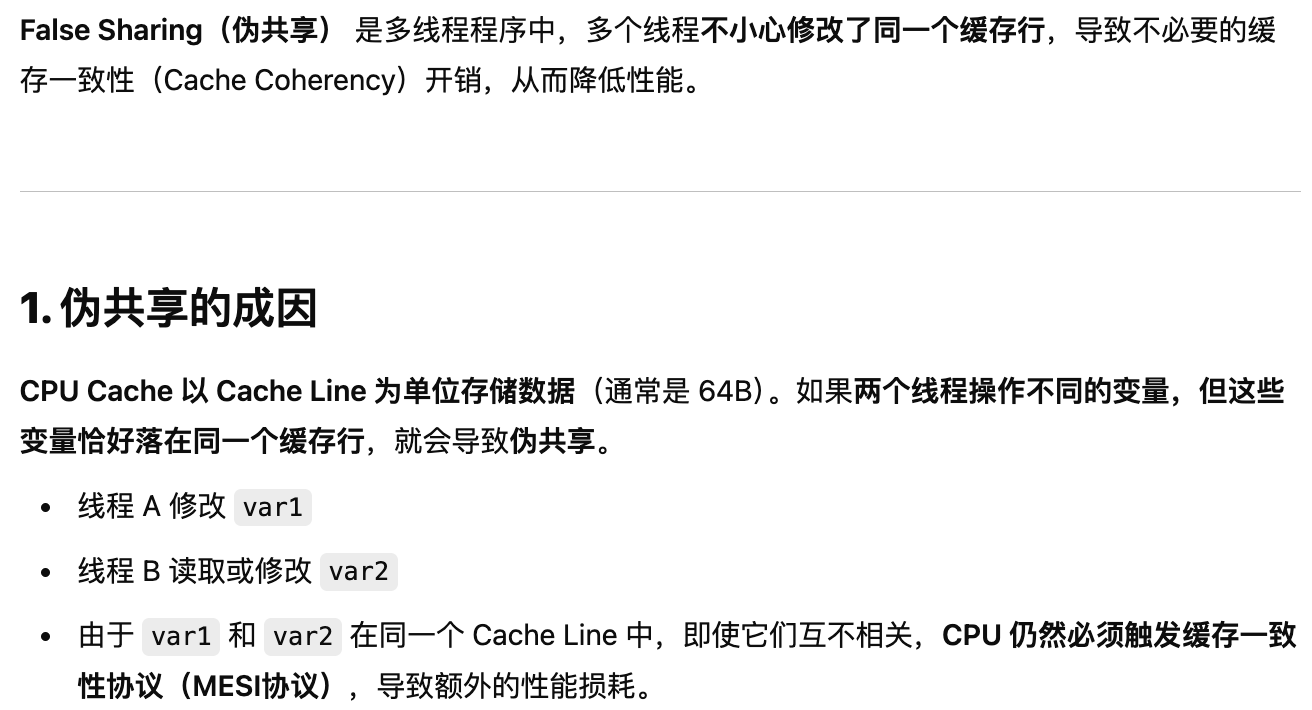 False Sharing（伪共享） 是多线程程序中，多个线程不小心修改了同一个缓存行，导致不必要的缓
存一致性（Cache Coherency）开销，从而降低性能。
1. 伪共享的成因
CPU Cache 以 Cache Line 为单位存储数据（通常是 64B）。如果两个线程操作不同的变量，但这些
变量恰好落在同一个缓存行，就会导致伪共享。
• 线程 A 修改 var1
• 线程 B 读取或修改 var2
• 由于 var1 和 var2 在同一个 Cache Line 中，即使它们互不相关，CPU 仍然必须触发缓存一致
性协议（MESI协议），导致额外的性能损耗。